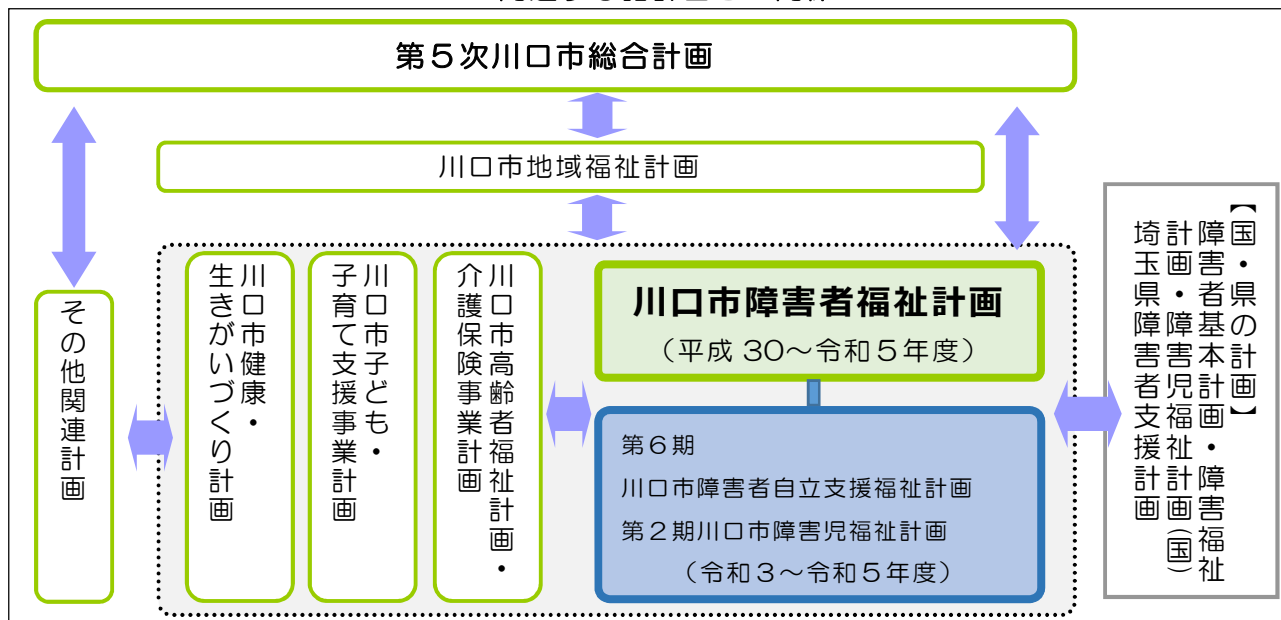 第５次川口市総合計画
川口市地域福祉計画
その他関連計画
川口市健康・
生きがいづくり計画
川口市子ども・
子育て支援事業計画
川口市高齢者福祉計画・
介護保険事業計画
川口市障害者福祉計画
（平成 30～令和５年度）
第６期
川口市障害者自立支援福祉計画
第２期川口市障害児福祉計画
（令和３～令和５年度）
【国・県の計画】
障害者基本計画・障害福祉
計画・障害児福祉計画（国）
埼玉県障害者支援計画